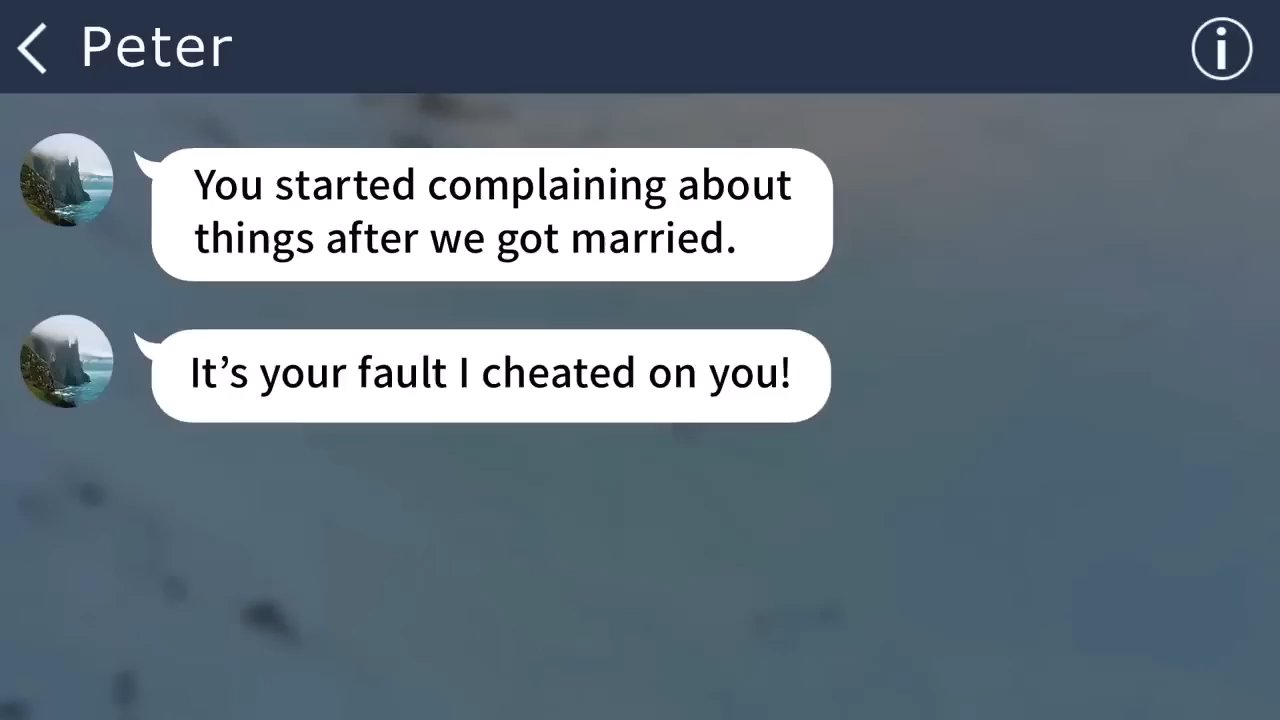 Peter
You started complaining about
things after we got married.
It’s your fault I cheated on you!